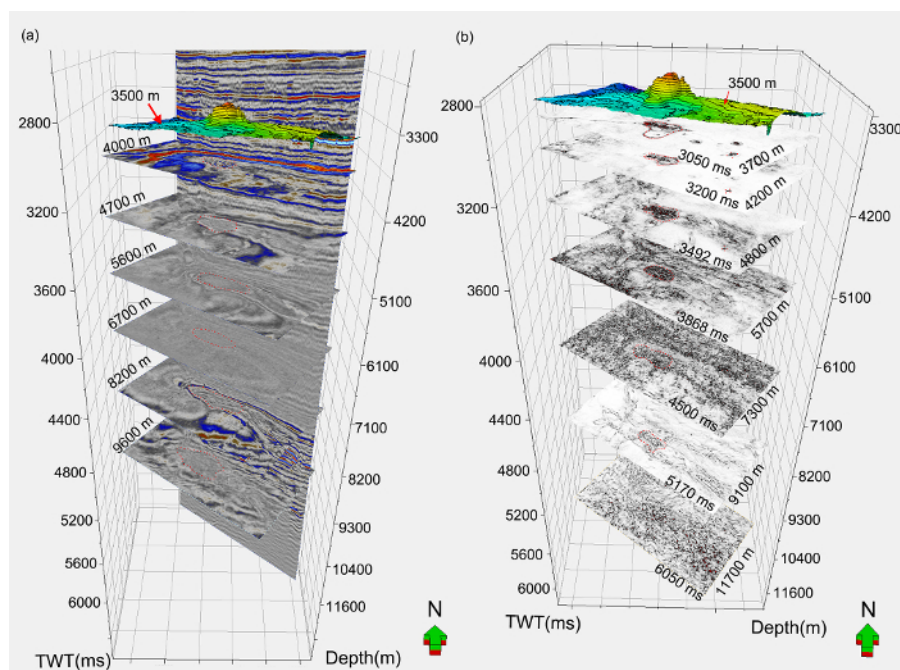 (a)
3500 m
2800
4000 m
3300
4700 m
3200
4200
5600 m
3600
5100
6700 m
4000
6100
8200 m
4400
7100
9600 m
4800
8200
5200
9300
5600
10400
6000
11600
TWT(ms)
Depth(m)
N
(b)
3500 m
2800
3300
3050 ms
3700 m
3200 ms
4200 m
3200
4200
3492 ms
4800 m
3600
5100
3868 ms
5700 m
4000
6100
4500 ms
7300 m
4400
7100
4800
5170 ms
9100 m
8200
5200
9300
6050 ms
11700 m
5600
10400
6000
11600
TWT(ms)
Depth(m)
N